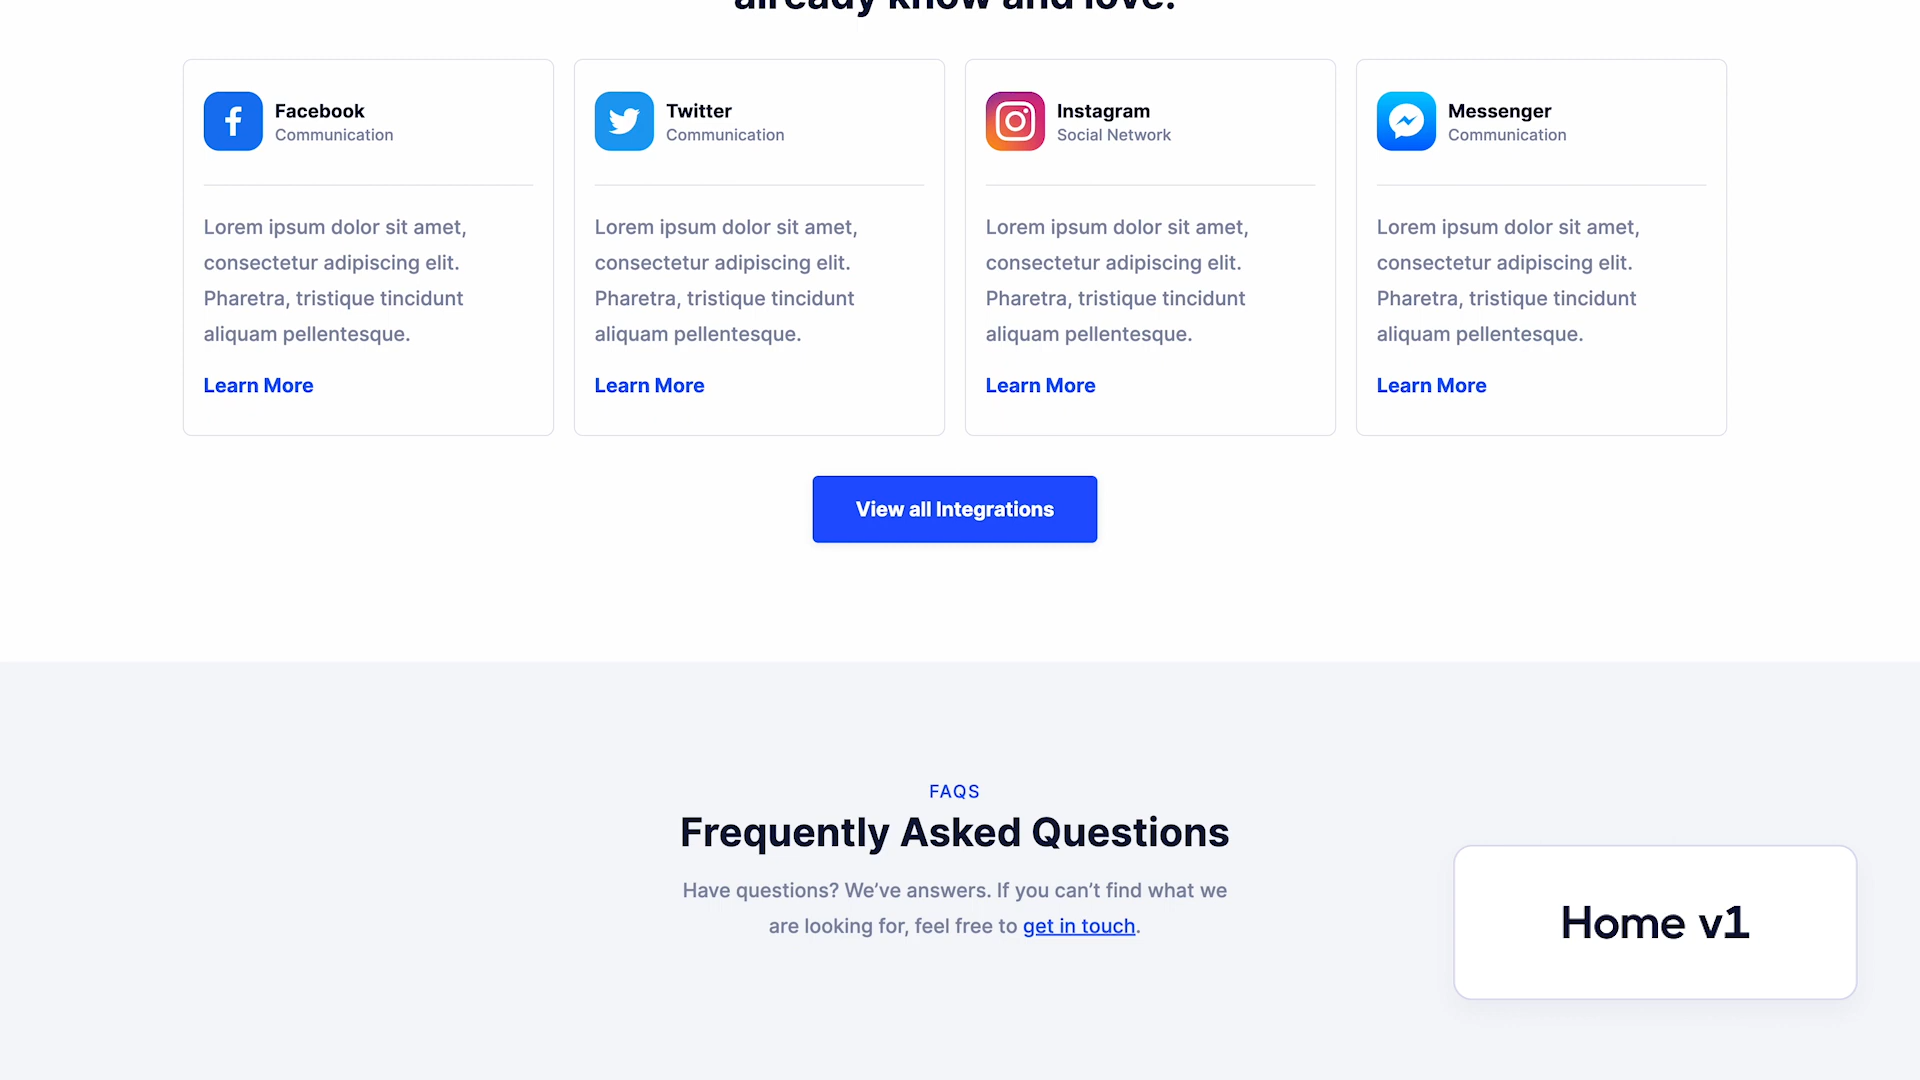 already know and love.
Facebook
Communication
Lorem ipsum dolor sit amet,
consectetur adipiscing elit.
Pharetra, tristique tincidunt
aliquam pellentesque.
Learn More
Twitter
Communication
Lorem ipsum dolor sit amet,
consectetur adipiscing elit.
Pharetra, tristique tincidunt
aliquam pellentesque.
Learn More
Instagram
Social Network
Lorem ipsum dolor sit amet,
consectetur adipiscing elit.
Pharetra, tristique tincidunt
aliquam pellentesque.
Learn More
Messenger
Communication
Lorem ipsum dolor sit amet,
consectetur adipiscing elit.
Pharetra, tristique tincidunt
aliquam pellentesque.
Learn More
View all Integrations
FAQS
Frequently Asked Questions
Have questions? We’ve answers. If you can’t find what we
are looking for, feel free to get in touch.
Home v1